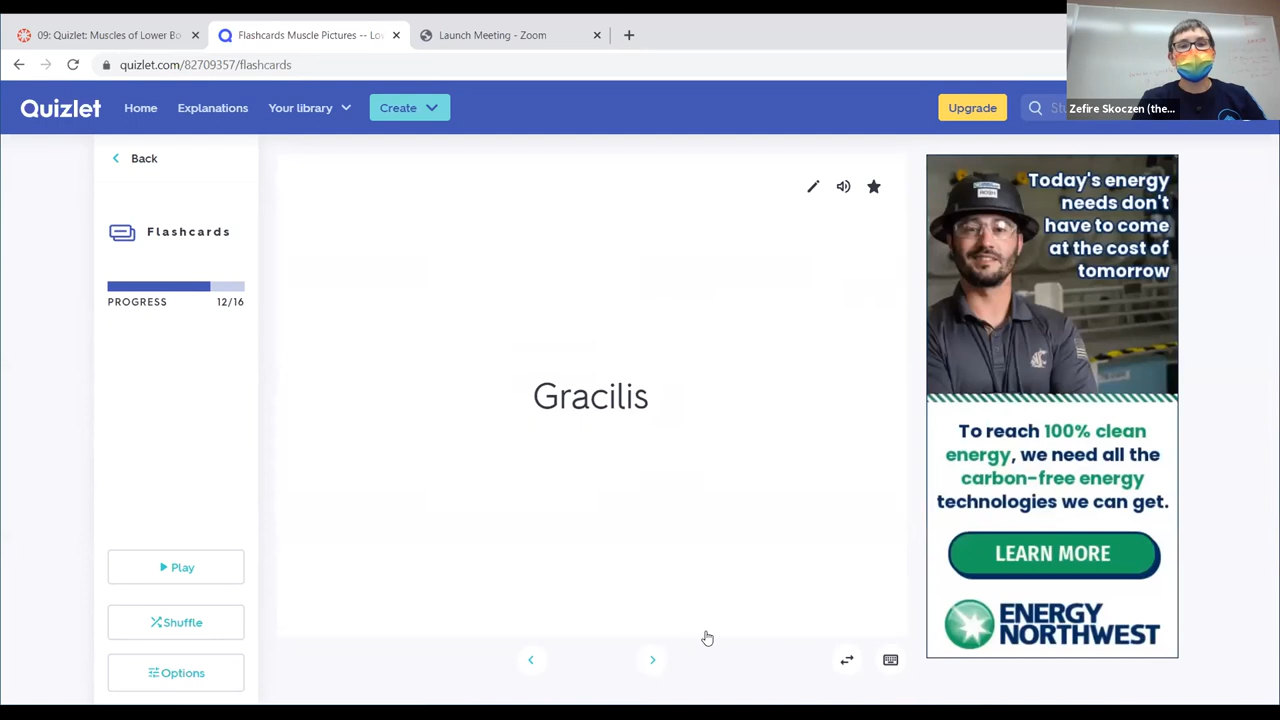 09: Quizlet: Muscles of Lower Bo
Flashcards Muscle Pictures -- Lo
Launch Meeting - Zoom
quizlet.com/82709357/flashcards
Quizlet
Home
Explanations
Your library
Create
Upgrade
Zefire Skoczen (the...
Back
Flashcards
PROGRESS 12/16
Gracilis
Play
Shuffle
Options
Today's energy
needs don't
have to come
at the cost of
tomorrow
To reach 100% clean
energy, we need all the
carbon-free energy
technologies we can get.
LEARN MORE
ENERGY
NORTHWEST